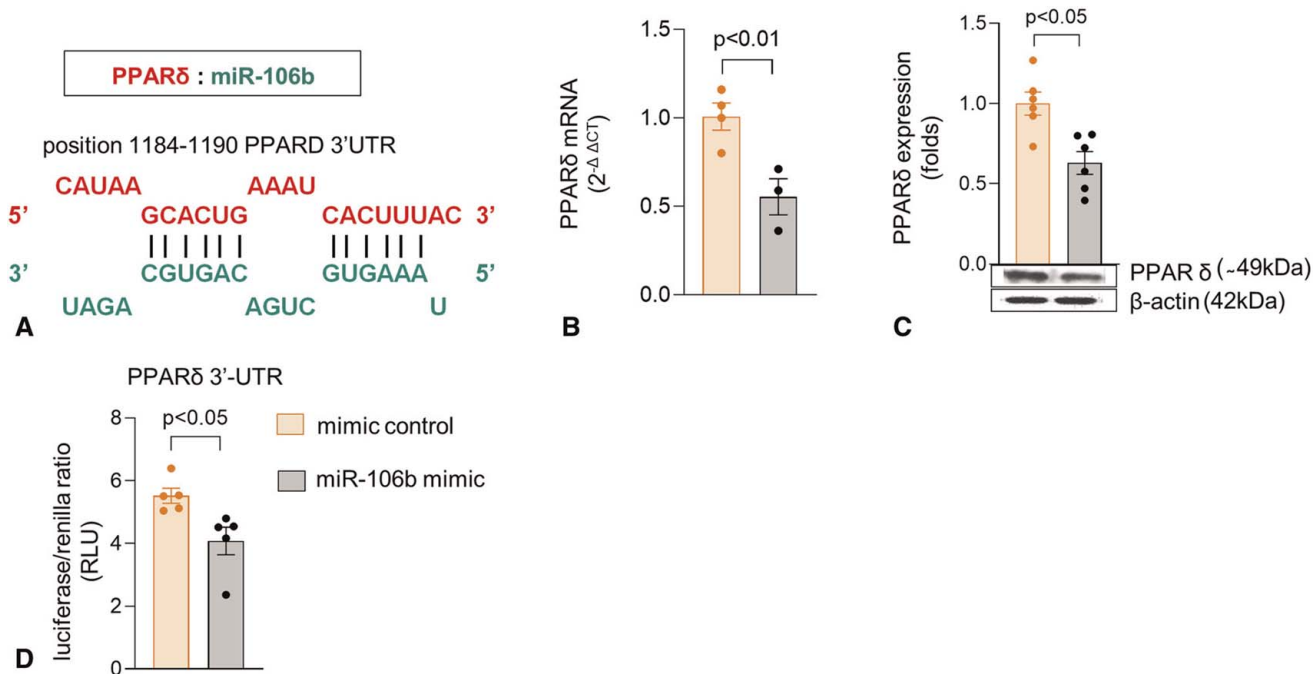 PPARδ : miR-106b
position 1184-1190 PPARD 3'UTR
CAUAA AAAU
5' GCACUG CACUUUAC 3'
3' CGUGAC GUGAAA 5'
UAGA AGUC U
A
1.5
1.0
0.5
0.0
PPARδ mRNA
(2-Δ ΔCT)
p<0.01
B
1.5
1.0
0.5
0.0
PPARδ expression
(folds)
p<0.05
PPAR δ (~49kDa)
β-actin (42kDa)
C
PPARδ 3'-UTR
8
6
4
2
0
luciferase/renilla ratio
(RLU)
p<0.05
mimic control
miR-106b mimic
D